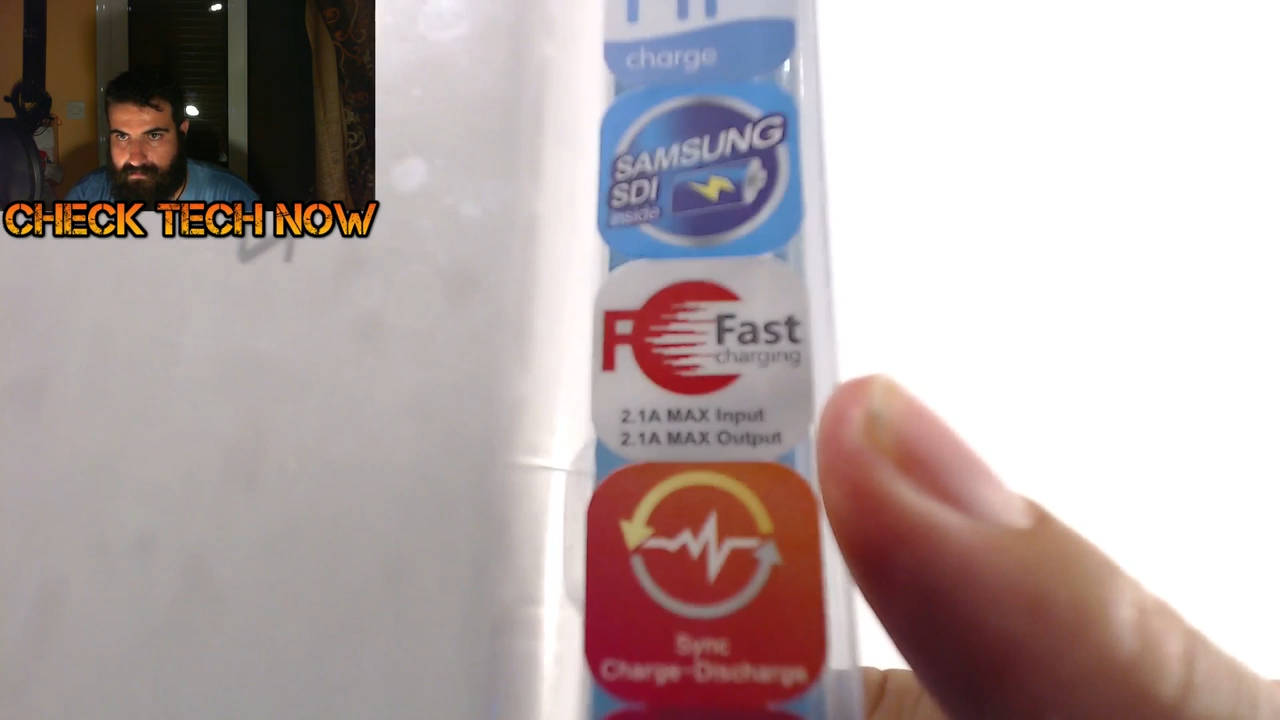 CHECK TECH NOW
charge
SAMSUNG
SDI
inside
Fast
charging
2.1A MAX Input
2.1A MAX Output
Sync
Charge-Discharge